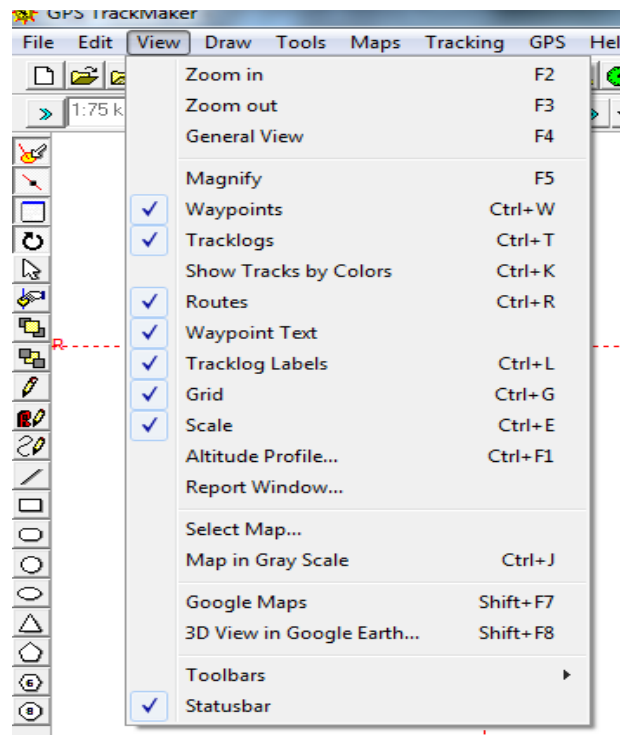 GPS TrackMaker
File Edit View Draw Tools Maps Tracking GPS
1:75 k
Zoom in F2
Zoom out F3
General View F4
Magnify F5
Waypoints Ctrl+W
Tracklogs Ctrl+T
Show Tracks by Colors Ctrl+K
Routes Ctrl+R
Waypoint Text
R
Tracklog Labels Ctrl+L
Grid Ctrl+G
Scale Ctrl+E
Altitude Profile... Ctrl+F1
Report Window...
Select Map...
Map in Gray Scale Ctrl+J
Google Maps Shift+F7
3D View in Google Earth... Shift+F8
Toolbars
6
Statusbar
8